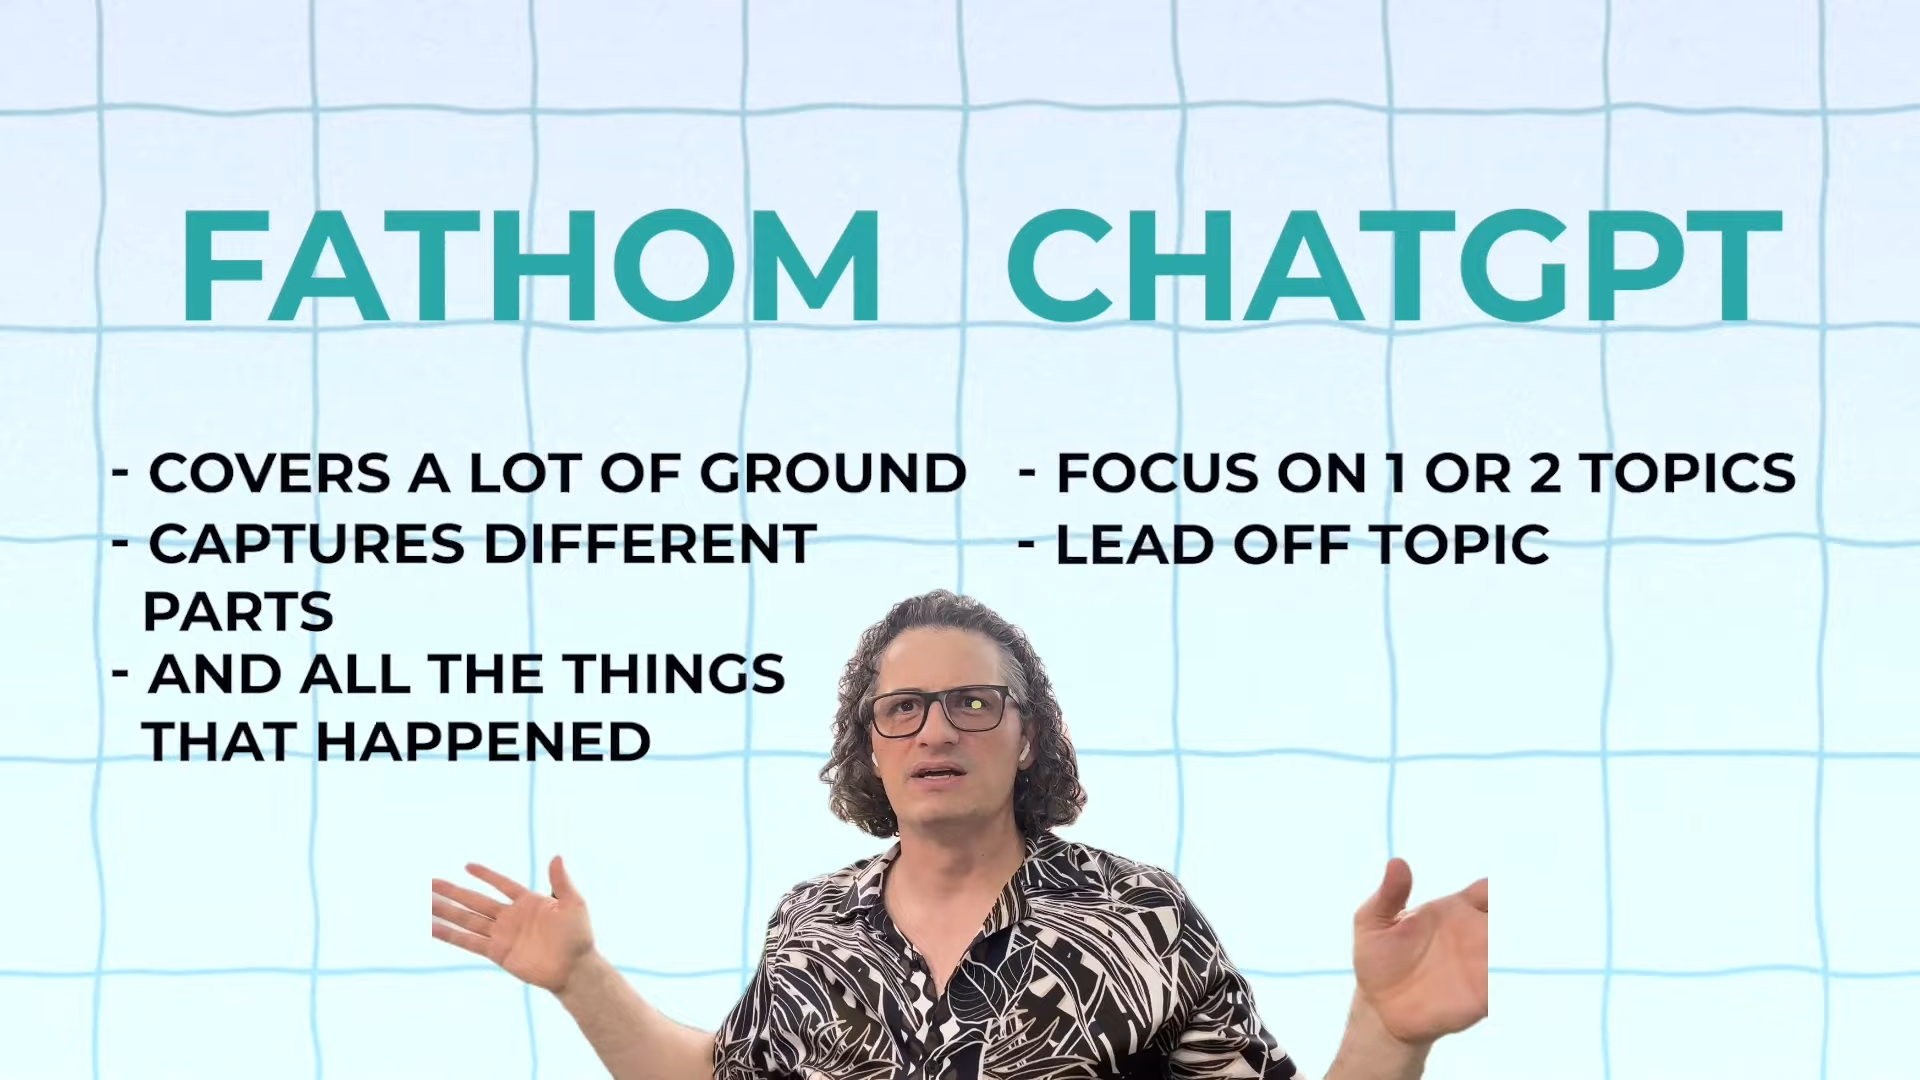 FATHOM
- COVERS A LOT OF GROUND
- CAPTURES DIFFERENT
PARTS
- AND ALL THE THINGS
THAT HAPPENED
CHATGPT
- FOCUS ON 1 OR 2 TOPICS
- LEAD OFF TOPIC